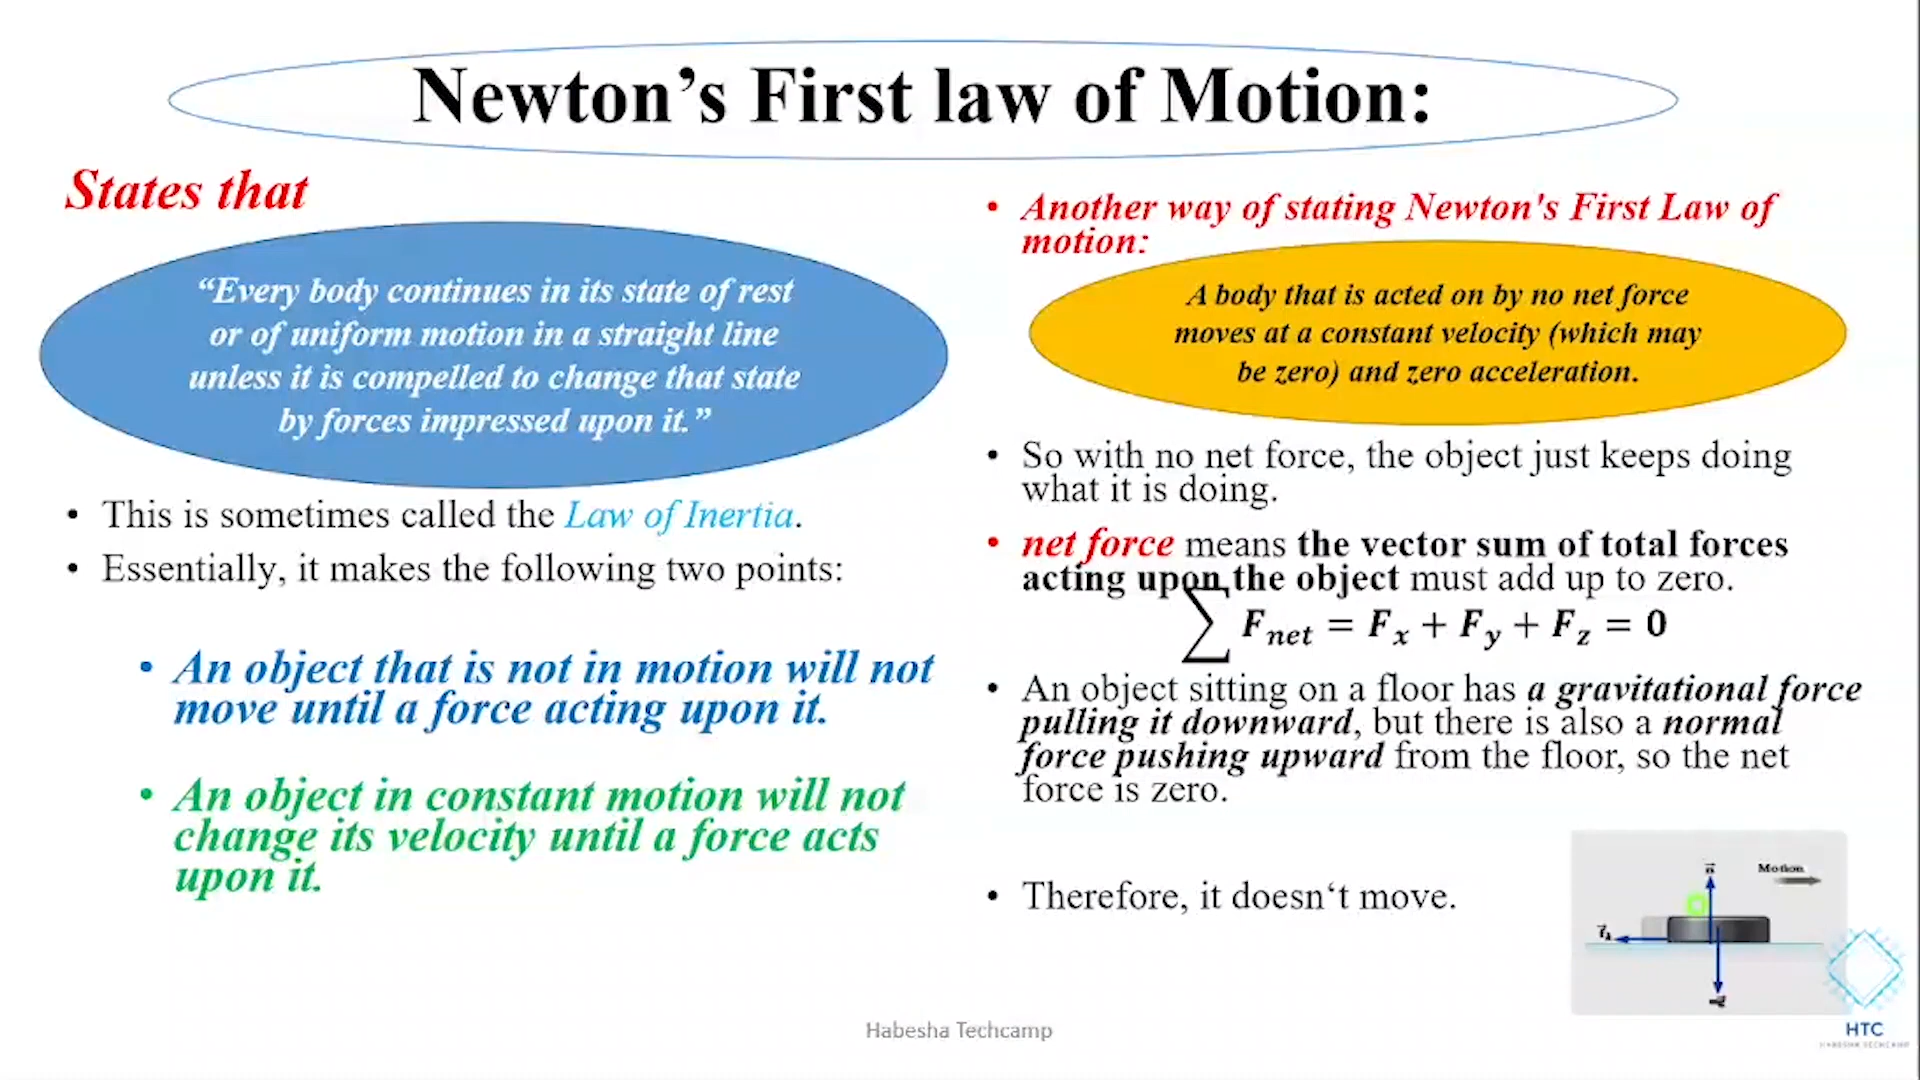 Newton’s First law of Motion:
States that
“Every body continues in its state of rest
or of uniform motion in a straight line
unless it is compelled to change that state
by forces impressed upon it.”
• This is sometimes called the Law of Inertia.
• Essentially, it makes the following two points:
• An object that is not in motion will not
move until a force acting upon it.
• An object in constant motion will not
change its velocity until a force acts
upon it.
• Another way of stating Newton's First Law of
motion:
A body that is acted on by no net force
moves at a constant velocity (which may
be zero) and zero acceleration.
• So with no net force, the object just keeps doing
what it is doing.
• net force means the vector sum of total forces
acting upon the object must add up to zero.
∑ F_net = F_x + F_y + F_z = 0
• An object sitting on a floor has a gravitational force
pulling it downward, but there is also a normal
force pushing upward from the floor, so the net
force is zero.
• Therefore, it doesn‘t move.
Motion
HTC
HABESHA TECHCAMP
Habesha Techcamp